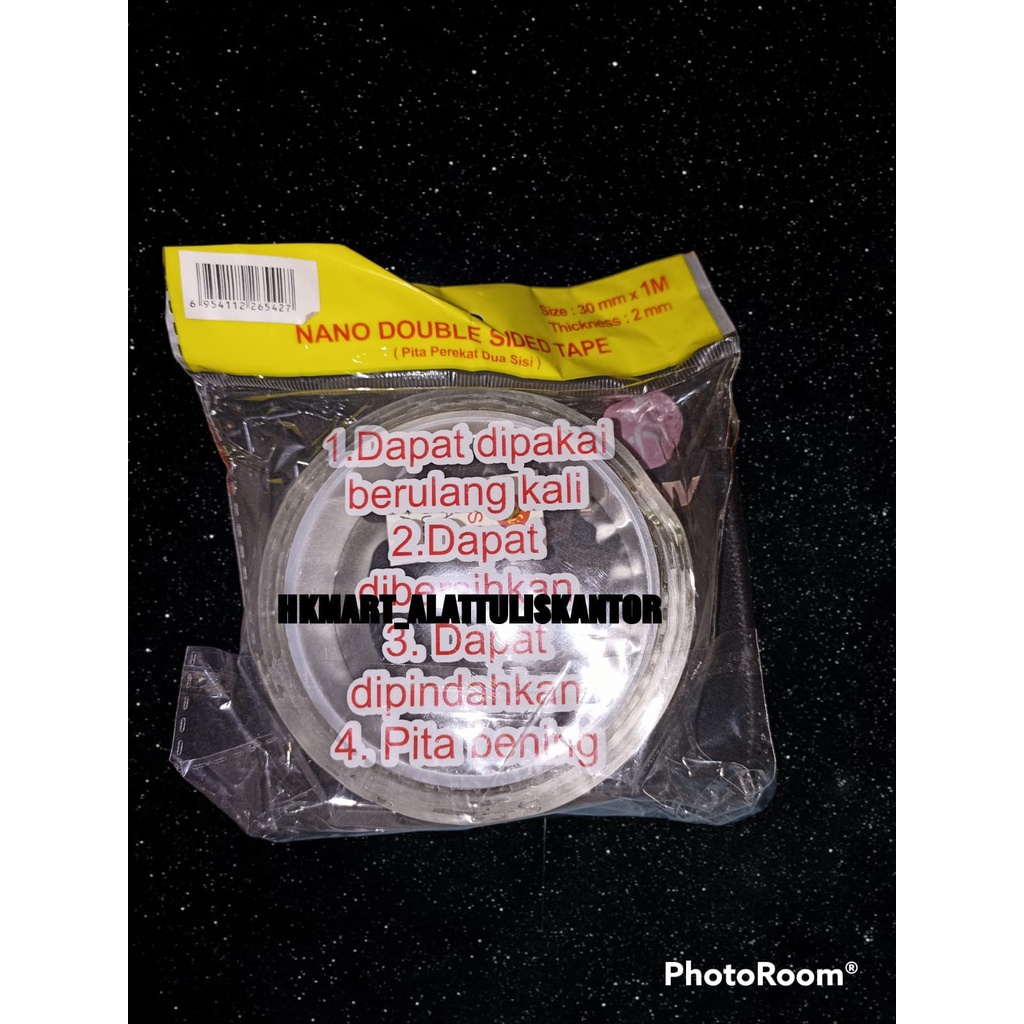 6 954112 265427
Size : 30 mm x 1M
Thickness : 2 mm
NANO DOUBLE SIDED TAPE
( Pita Perekat Dua Sisi )
1.Dapat dipakai
berulang kali
2.Dapat
dibersihkan
HKMART_ALATTULISKANTOR
3. Dapat
dipindahkan
4. Pita bening
PhotoRoom®